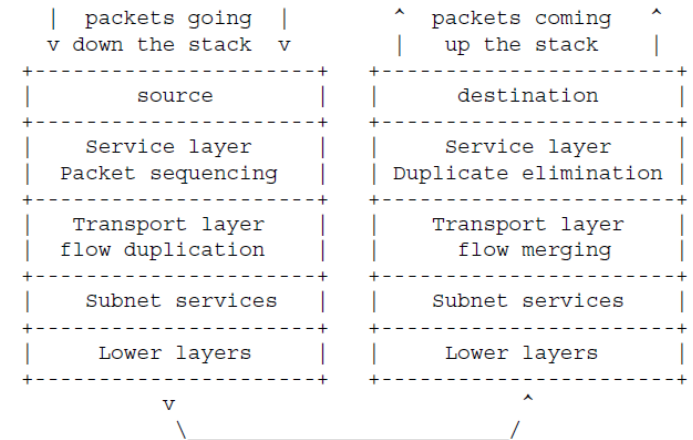 |  packets going  |        ^  packets coming   ^
v down the stack  v        |   up the stack    |
+-----------------------+   +-----------------------+
|        source         |   |      destination      |
+-----------------------+   +-----------------------+
|    Service layer      |   |     Service layer     |
|  Packet sequencing    |   | Duplicate elimination |
+-----------------------+   +-----------------------+
|   Transport layer     |   |    Transport layer    |
|  flow duplication     |   |      flow merging     |
+-----------------------+   +-----------------------+
|    Subnet services    |   |    Subnet services    |
+-----------------------+   +-----------------------+
|     Lower layers      |   |     Lower layers      |
+-----------------------+   +-----------------------+
           v                           ^
            \_________________________/